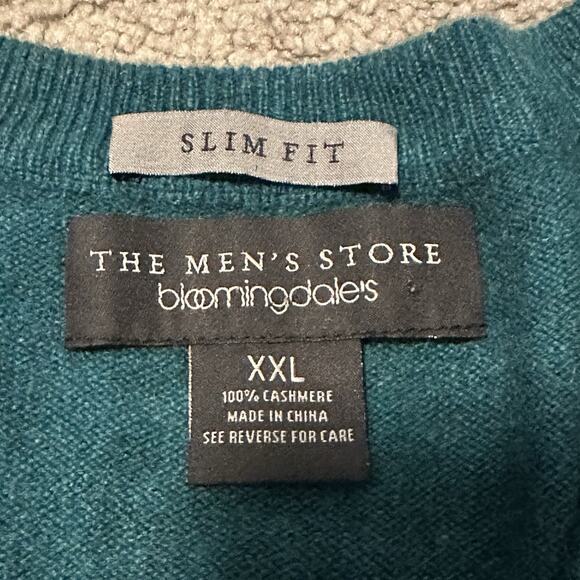 SLIM FIT
THE MEN'S STORE
bloomingdale's
XXL
100% CASHMERE
MADE IN CHINA
SEE REVERSE FOR CARE